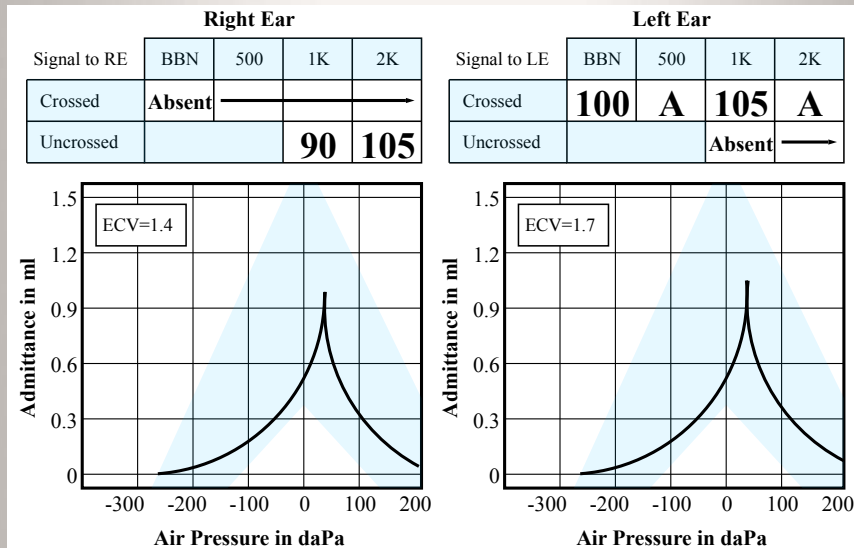 Right Ear
Signal to RE BBN 500 1K 2K
Crossed Absent
Uncrossed 90 105
1.5
1.2
0.9
0.6
0.3
0
ECV=1.4
Admittance in ml
-300 -200 -100 0 100 200
Air Pressure in daPa
Left Ear
Signal to LE BBN 500 1K 2K
Crossed 100 A 105 A
Uncrossed Absent
1.5
1.2
0.9
0.6
0.3
0
ECV=1.7
Admittance in ml
-300 -200 -100 0 100 200
Air Pressure in daPa